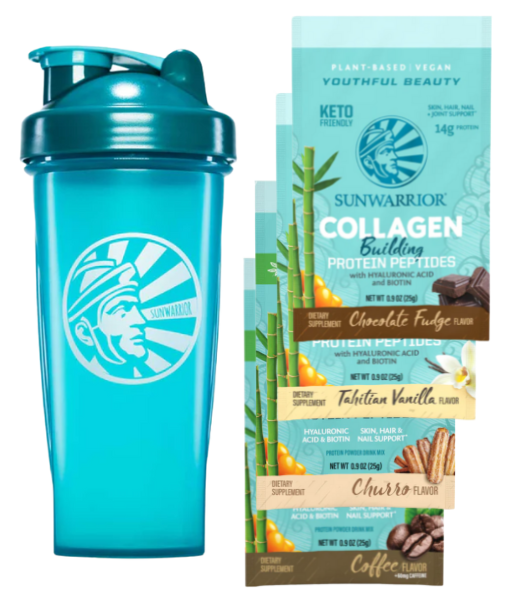 SUNWARRIOR
PLANT-BASED | VEGAN
YOUTHFUL BEAUTY
KETO
FRIENDLY
SKIN, HAIR, NAIL
+ JOINT SUPPORT
14g PROTEIN
SUNWARRIOR
COLLAGEN
Building
PROTEIN PEPTIDES
with HYALURONIC ACID
and BIOTIN
NET WT 0.9 OZ (25g)
DIETARY
SUPPLEMENT
Chocolate Fudge FLAVOR
PROTEIN PEPTIDES
with HYALURONIC ACID
and BIOTIN
NET WT 0.9 OZ (25g)
DIETARY
SUPPLEMENT
Tahitian Vanilla FLAVOR
HYALURONIC
ACID & BIOTIN
SKIN, HAIR &
NAIL SUPPORT
PROTEIN POWDER DRINK MIX
NET WT 0.9 OZ (25g)
DIETARY
SUPPLEMENT
Churro FLAVOR
ACID & BIOTIN
NAIL SUPPORT
PROTEIN POWDER DRINK MIX
NET WT 0.9 OZ (25g)
DIETARY
SUPPLEMENT
Coffee FLAVOR